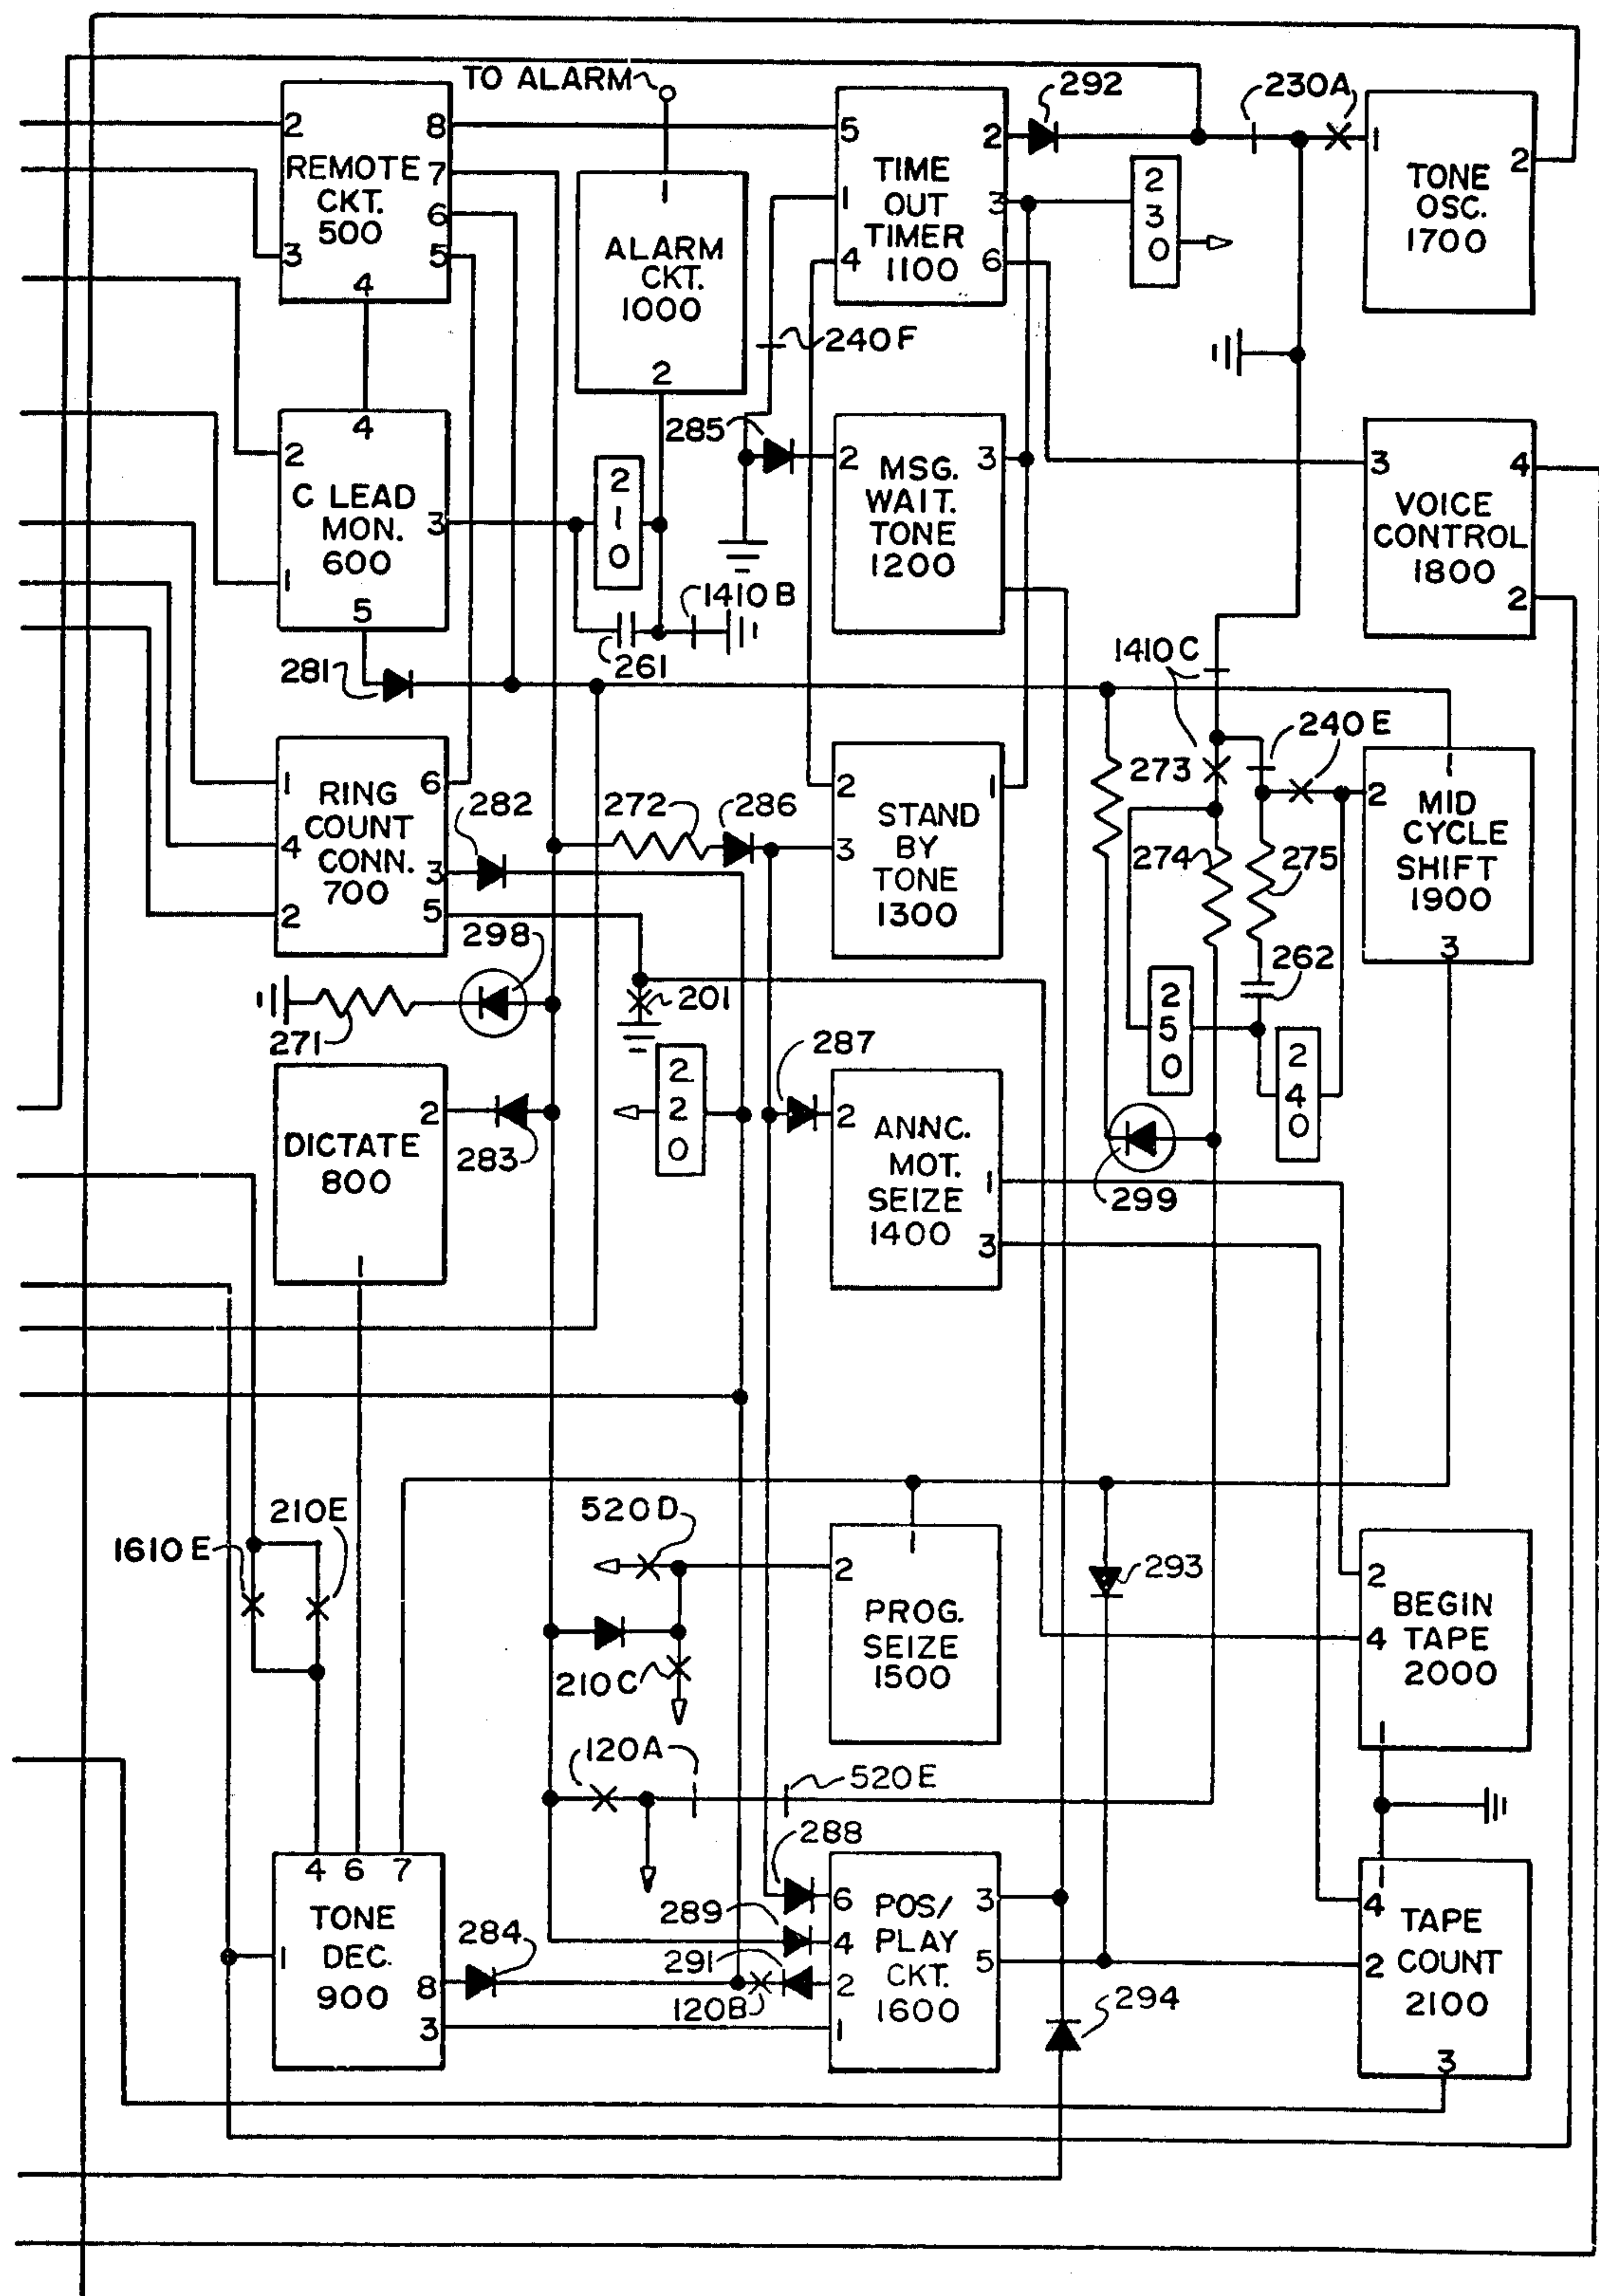 TO ALARM
2
3
8
7
6
5
4
REMOTE
CKT.
500
1
ALARM
CKT.
1000
2
5
1
4
2
3
6
TIME
OUT
TIMER
1100
292
230A
2
3
0
1
2
TONE
OSC.
1700
240F
285
4
2
1
3
5
C LEAD
MON.
600
2
1
0
1410B
261
281
2
3
MSG.
WAIT.
TONE
1200
3
4
2
VOICE
CONTROL
1800
1410C
240E
273
274
275
262
1
4
2
6
3
5
RING
COUNT
CONN.
700
282
272
286
2
3
1
STAND
BY
TONE
1300
1
2
3
MID
CYCLE
SHIFT
1900
298
271
201
2
2
0
2
5
0
2
4
0
287
299
2
1
DICTATE
800
283
2
1
3
ANNC.
MOT.
SEIZE
1400
1610E
210E
520D
210C
1
2
PROG.
SEIZE
1500
293
2
4
1
BEGIN
TAPE
2000
120A
520E
288
289
291
120B
284
4
6
7
1
8
3
TONE
DEC.
900
6
4
2
1
3
5
POS/
PLAY
CKT.
1600
294
1
4
2
3
TAPE
COUNT
2100